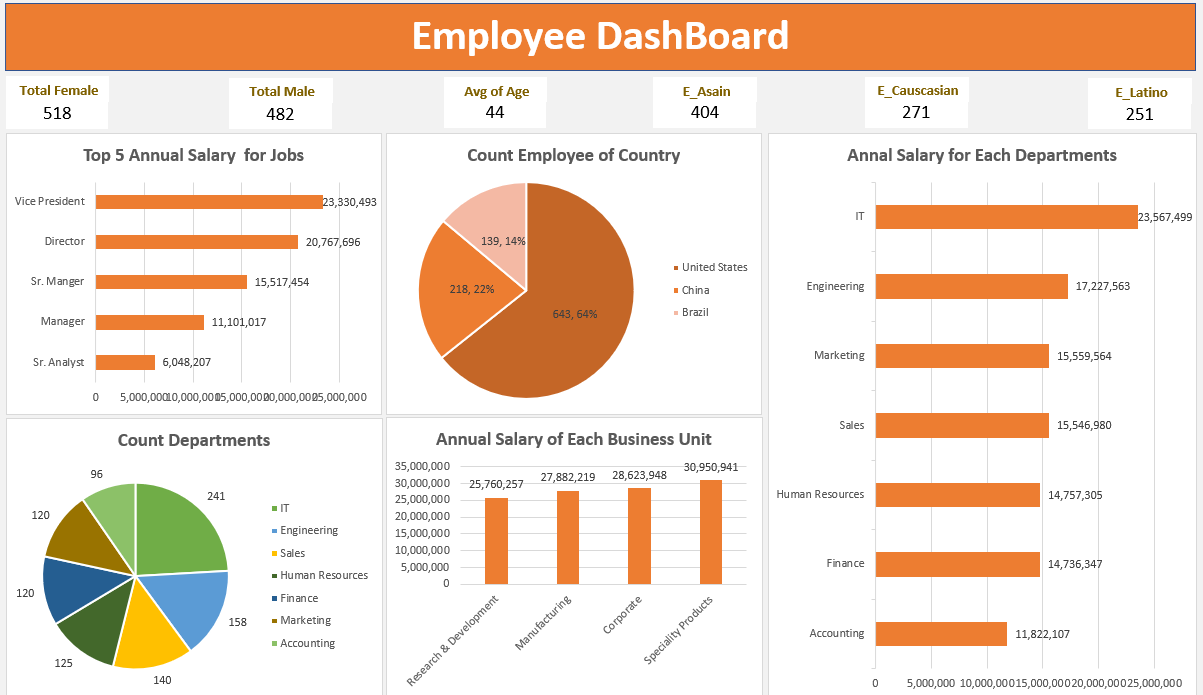 Employee DashBoard
Total Female
518
Total Male
482
Avg of Age
44
E_Asain
404
E_Causcasian
271
E_Latino
251
Top 5 Annual Salary for Jobs
Vice President 23,330,493
Director 20,767,696
Sr. Manger 15,517,454
Manager 11,101,017
Sr. Analyst 6,048,207
0 5,000,000 10,000,000 15,000,000 20,000,000 25,000,000
Count Employee of Country
139, 14%
218, 22%
643, 64%
United States
China
Brazil
Annal Salary for Each Departments
IT 23,567,499
Engineering 17,227,563
Marketing 15,559,564
Sales 15,546,980
Human Resources 14,757,305
Finance 14,736,347
Accounting 11,822,107
0 5,000,000 10,000,000 15,000,000 20,000,000 25,000,000
Count Departments
96
241
120
120
158
125
140
IT
Engineering
Sales
Human Resources
Finance
Marketing
Accounting
Annual Salary of Each Business Unit
35,000,000
30,000,000
25,000,000
20,000,000
15,000,000
10,000,000
5,000,000
0
25,760,257
27,882,219
28,623,948
30,950,941
Research & Development
Manufacturing
Corporate
Speciality Products